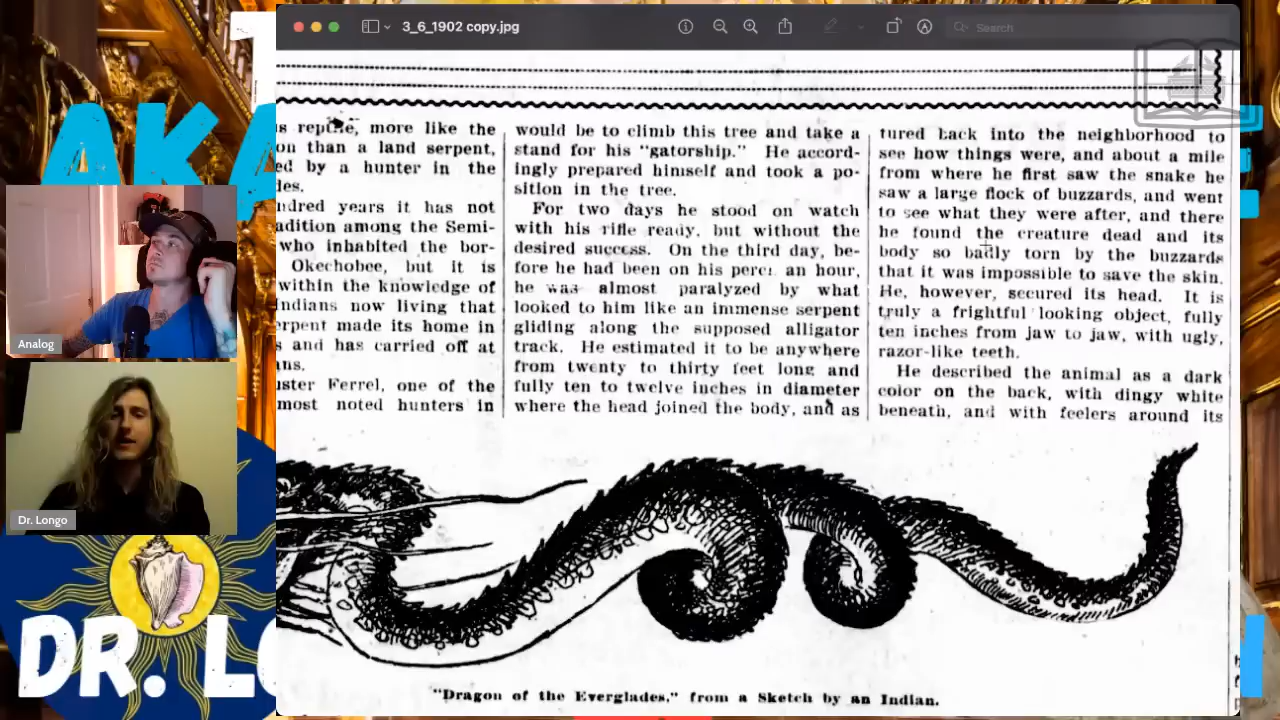 3_6_1902 copy.jpg
Search
AKA
Analog
Dr. Longo
DR. L
s reptile, more like the
on than a land serpent,
ed by a hunter in the
les.
ndred years it has not
adition among the Semi-
who inhabited the bor-
Okechobee, but it is
within the knowledge of
Indians now living that
erpent made its home in
s and has carried off at
ans.
ster Ferrel, one of the
most noted hunters in
would be to climb this tree and take a
stand for his "gatorship." He accord-
ingly prepared himself and took a po-
sition in the tree.
For two days he stood on watch
with his rifle ready, but without the
desired success. On the third day, be-
fore he had been on his perch an hour,
he was almost paralyzed by what
looked to him like an immense serpent
gliding along the supposed alligator
track. He estimated it to be anywhere
from twenty to thirty feet long and
fully ten to twelve inches in diameter
where the head joined the body, and as
tured back into the neighborhood to
see how things were, and about a mile
from where he first saw the snake he
saw a large flock of buzzards, and went
to see what they were after, and there
he found the creature dead and its
body so badly torn by the buzzards
that it was impossible to save the skin.
He, however, secured its head. It is
truly a frightful looking object, fully
ten inches from jaw to jaw, with ugly,
razor-like teeth.
He described the animal as a dark
color on the back, with dingy white
beneath, and with feelers around its
"Dragon of the Everglades," from a Sketch by an Indian.